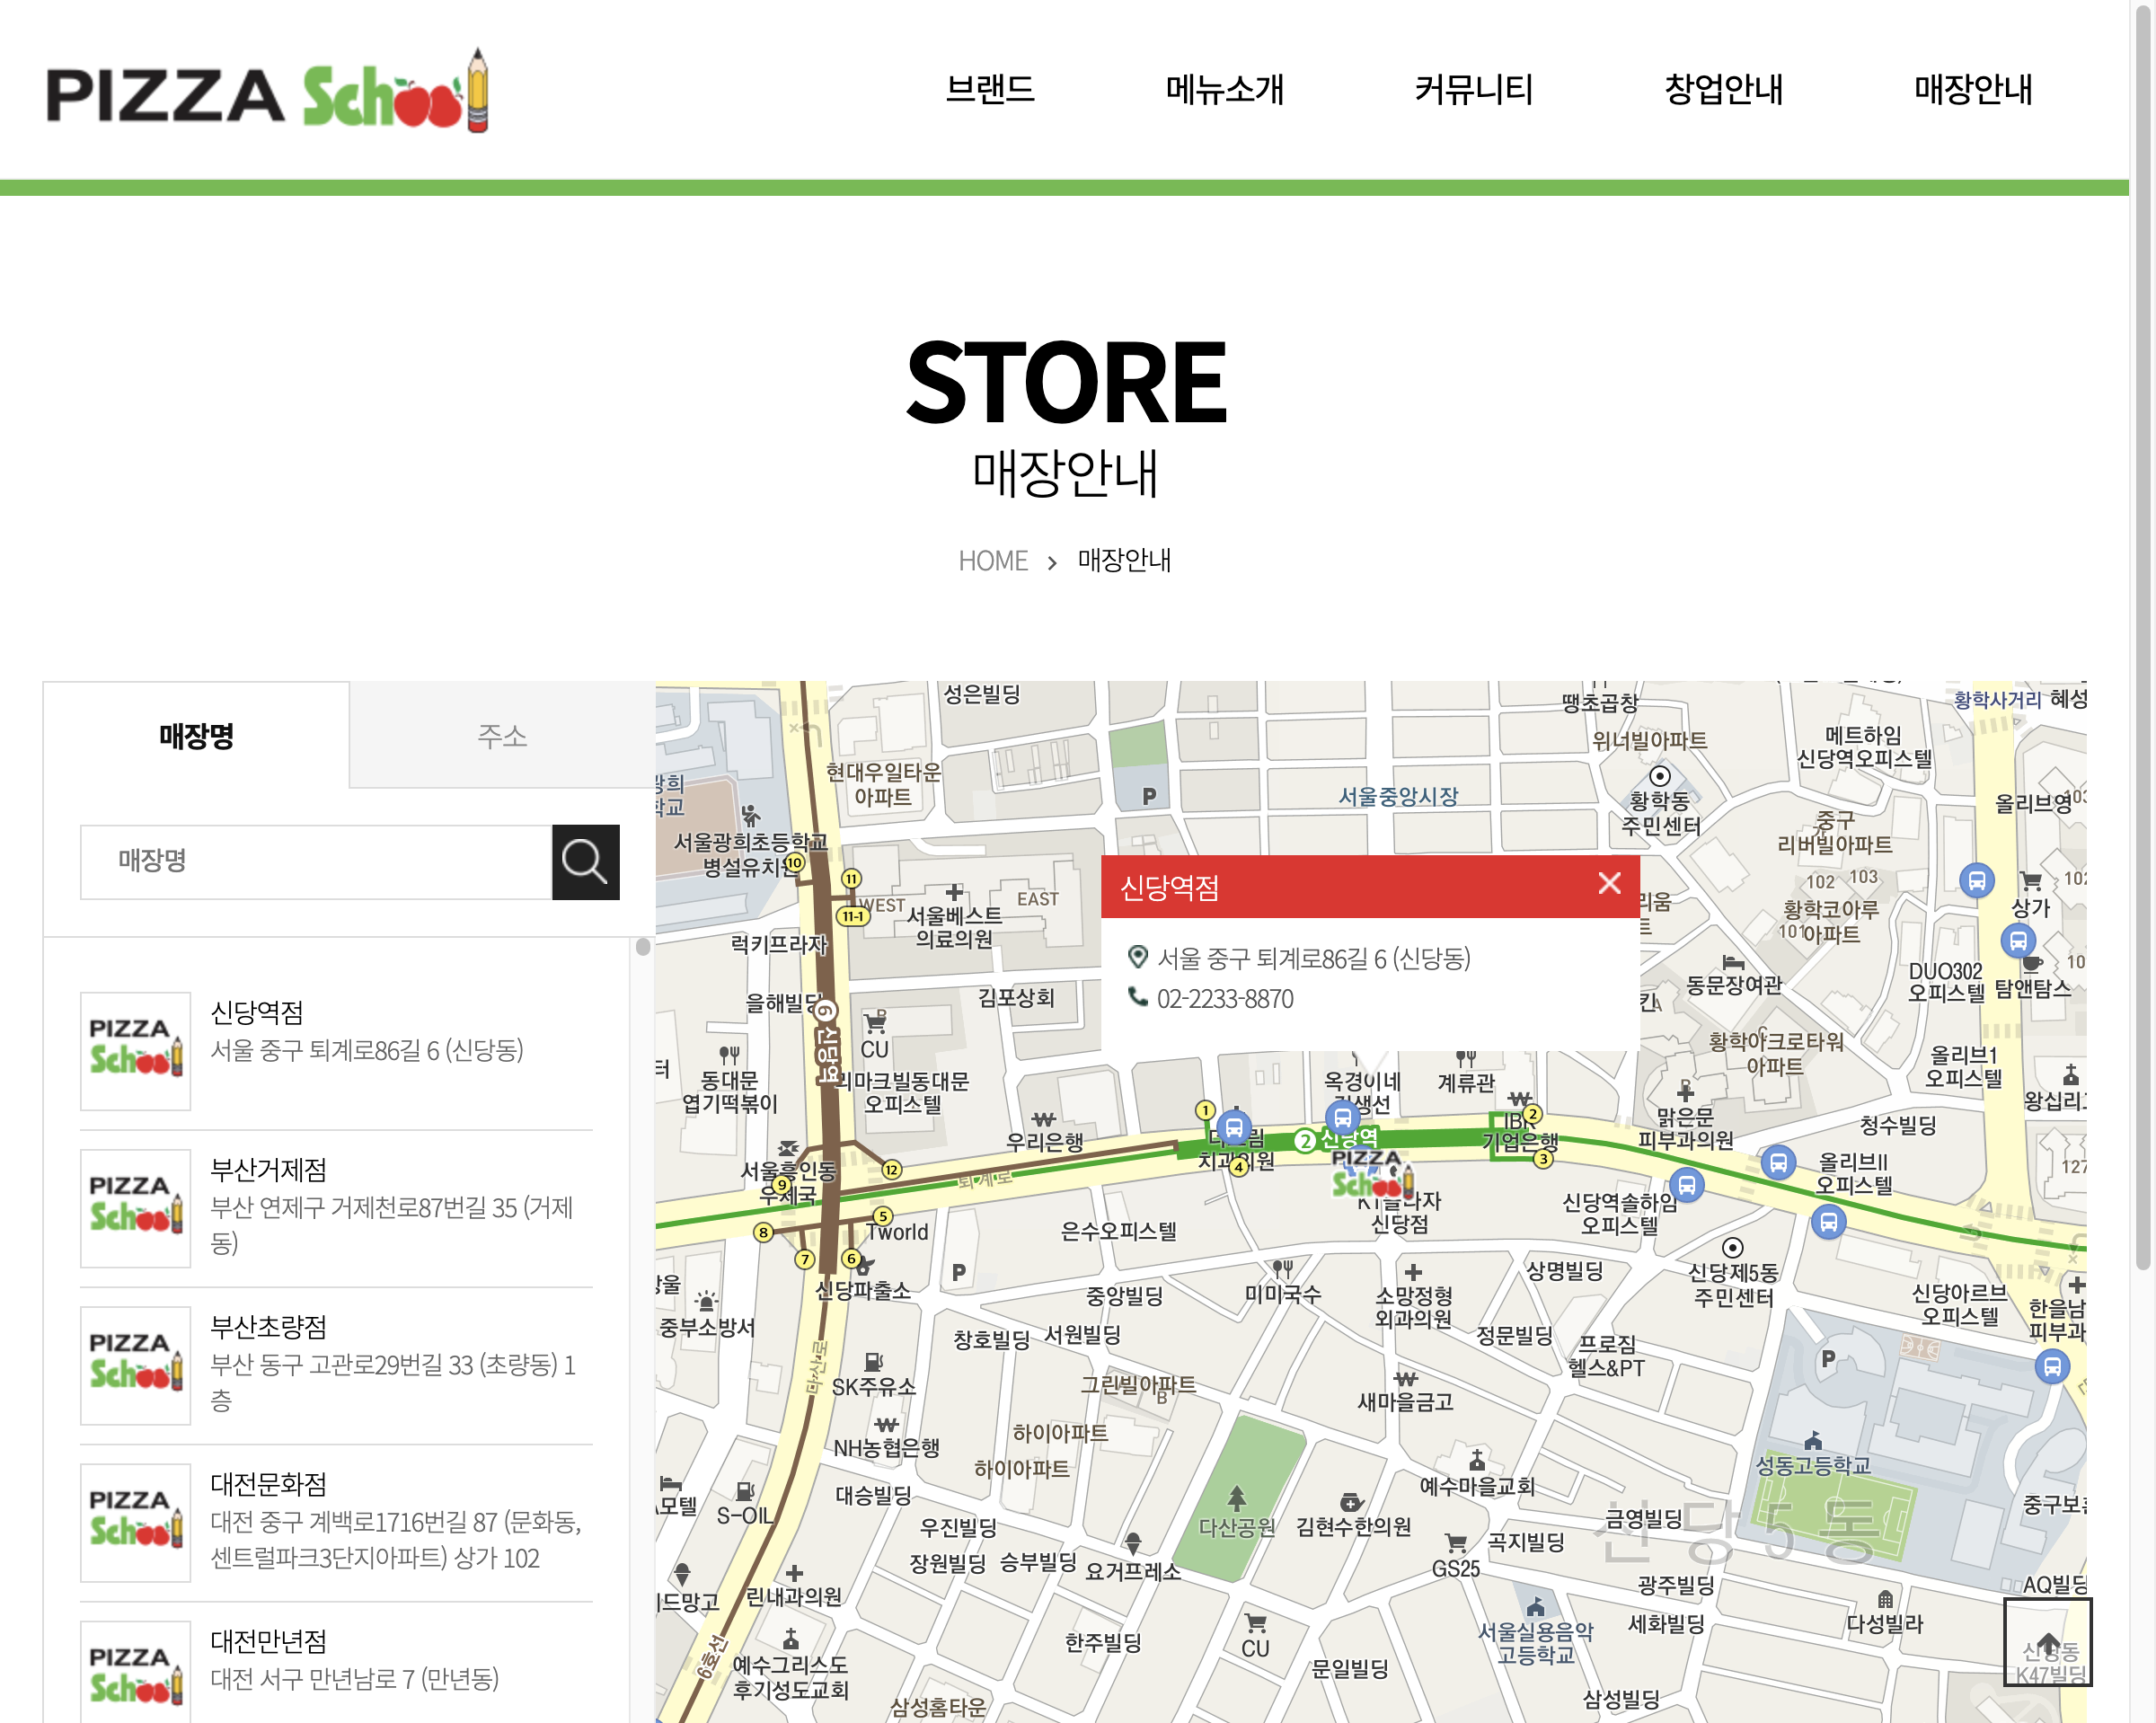 PIZZA School
브랜드
메뉴소개
커뮤니티
창업안내
매장안내
STORE
매장안내
HOME > 매장안내
매장명
주소
매장명
PIZZA School
신당역점
서울 중구 퇴계로86길 6 (신당동)
PIZZA School
부산거제점
부산 연제구 거제천로87번길 35 (거제
동)
PIZZA School
부산초량점
부산 동구 고관로29번길 33 (초량동) 1
층
PIZZA School
대전문화점
대전 중구 계백로1716번길 87 (문화동,
센트럴파크3단지아파트) 상가 102
PIZZA School
대전만년점
대전 서구 만년남로 7 (만년동)
성은빌딩
땡초곱창
황학사거리
위너빌아파트
메트하임
신당역오피스텔
현대우일타운
아파트
P
서울중앙시장
황학동
주민센터
올리브영
103
중구
리버빌아파트
서울광희초등학교
병설유치원
10
11
11-1
WEST
EAST
서울베스트
의료의원
102
103
황학코아루
101
아파트
상가
럭키프라자
신당역점
서울 중구 퇴계로86길 6 (신당동)
02-2233-8870
동문장여관
DUO302
오피스텔
탐앤탐스
을해빌딩
김포상회
6 신당역
CU
황학아크로타워
아파트
올리브1
오피스텔
동대문
엽기떡볶이
오피스텔
옥경이네
계류관
맑은문
피부과의원
청수빌딩
우리은행
1
2 신당역
2
IBK
기업은행
3
4
서울흥인동
우체국
9
12
퇴계로
PIZZA School
신당점
신당역솔하임
오피스텔
올리브II
오피스텔
127
8
5
Tworld
7
6
은수오피스텔
신당파출소
P
중앙빌딩
미미국수
소망정형
외과의원
상명빌딩
신당제5동
주민센터
신당아르브
오피스텔
중부소방서
창호빌딩
서원빌딩
정문빌딩
프로짐
헬스&PT
P
다산로
SK주유소
그린빌아파트
B
새마을금고
NH농협은행
하이아파트
하이아파트
예수마을교회
성동고등학교
S-OIL
대승빌딩
우진빌딩
다산공원
김현수한의원
금영빌딩
신당5동
장원빌딩
승부빌딩
요거프레소
GS25
곡지빌딩
린내과의원
광주빌딩
AQ빌딩
한주빌딩
CU
서울실용음악
고등학교
세화빌딩
다성빌라
6호선
예수그리스도
후기성도교회
문일빌딩
신당동
K47빌딩
삼성홈타운
삼성빌딩